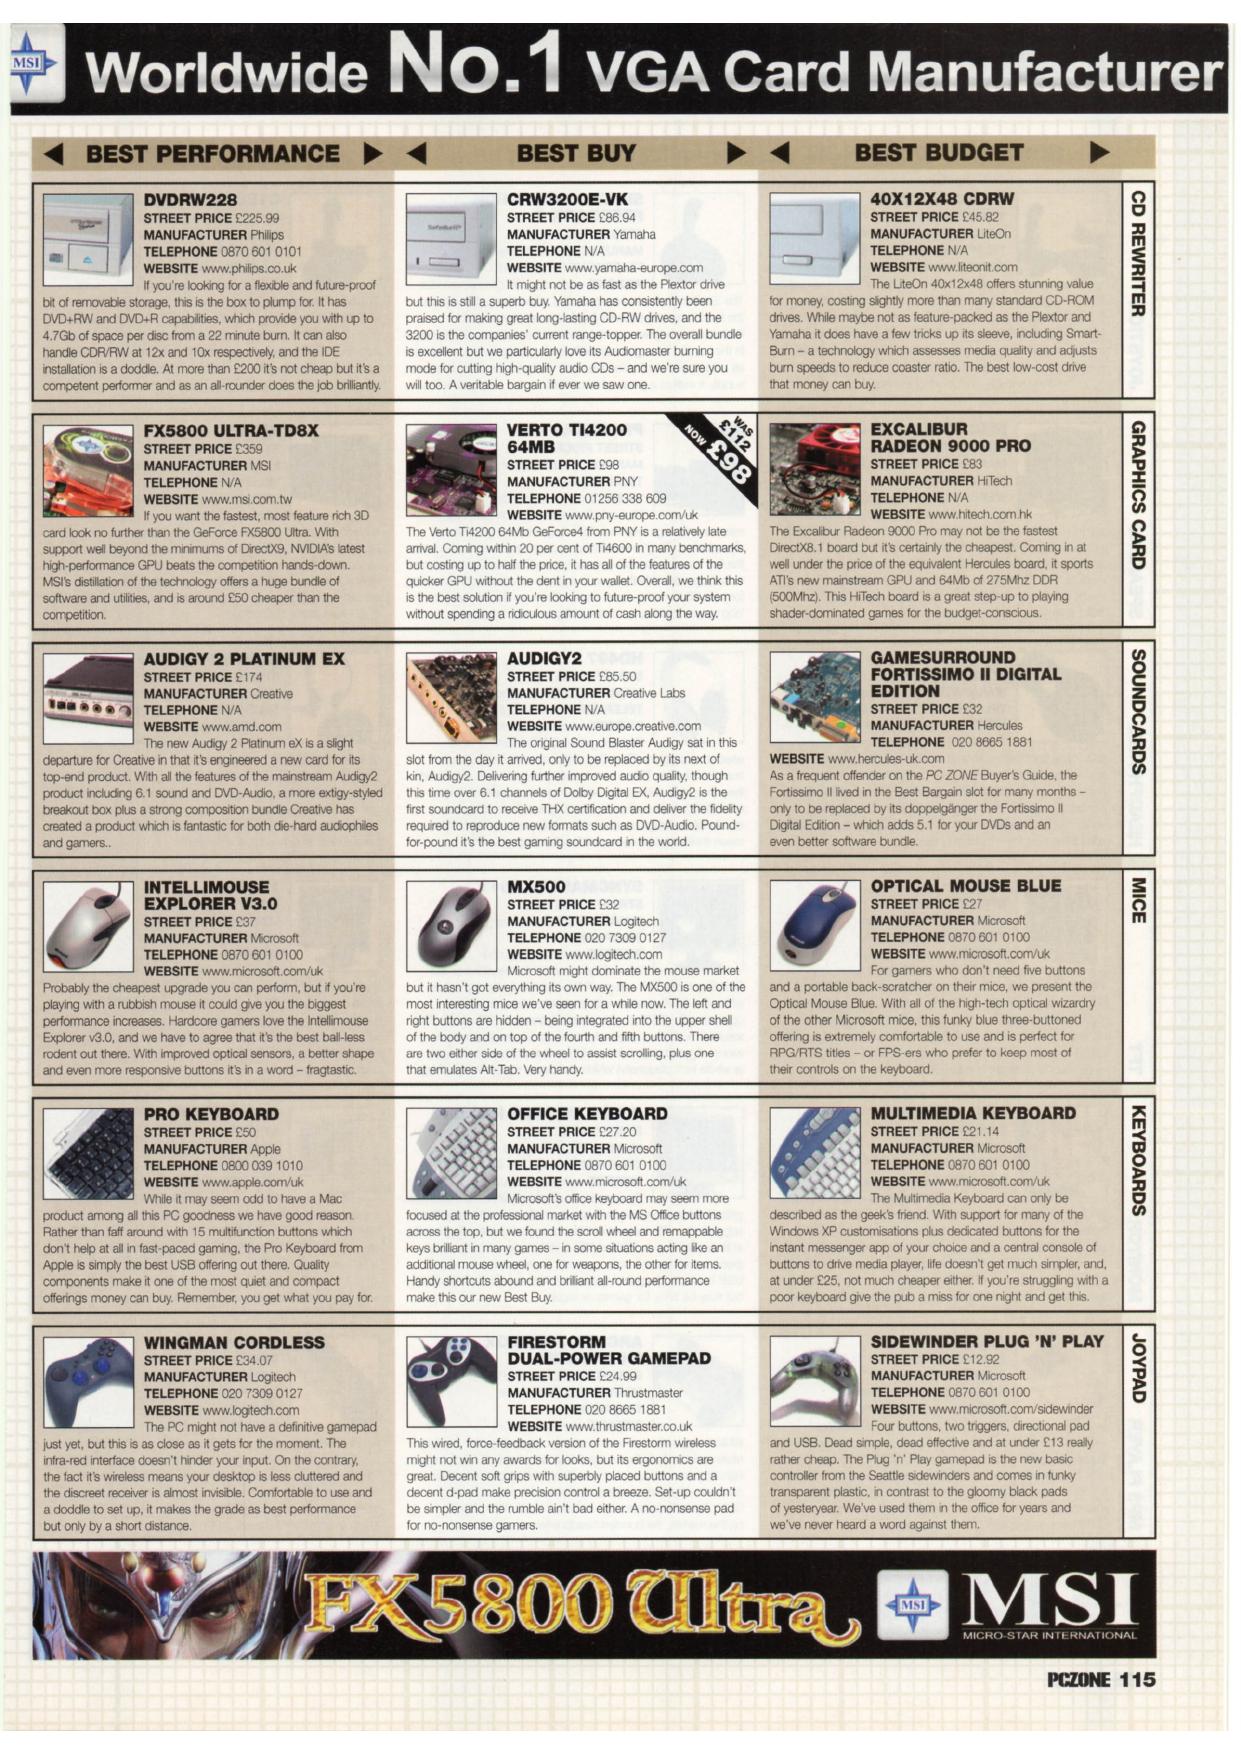 MSI
Worldwide No.1 VGA Card Manufacturer
BEST PERFORMANCE
BEST BUY
BEST BUDGET
CD REWRITER
DVDRW228
STREET PRICE £225.99
MANUFACTURER Philips
TELEPHONE 0870 601 0101
WEBSITE www.philips.co.uk
If you're looking for a flexible and future-proof
bit of removable storage, this is the box to plump for. It has
DVD+RW and DVD+R capabilities, which provide you with up to
4.7Gb of space per disc from a 22 minute burn. It can also
handle CDR/RW at 12x and 10x respectively, and the IDE
installation is a doddle. At more than £200 it's not cheap but it's a
competent performer and as an all-rounder does the job brilliantly.
CRW3200E-VK
STREET PRICE £86.94
MANUFACTURER Yamaha
TELEPHONE N/A
WEBSITE www.yamaha-europe.com
It might not be as fast as the Plextor drive
but this is still a superb buy. Yamaha has consistently been
praised for making great long-lasting CD-RW drives, and the
3200 is the companies' current range-topper. The overall bundle
is excellent but we particularly love its Audiomaster burning
mode for cutting high-quality audio CDs – and we're sure you
will too. A veritable bargain if ever we saw one.
40X12X48 CDRW
STREET PRICE £45.82
MANUFACTURER LiteOn
TELEPHONE N/A
WEBSITE www.liteonit.com
The LiteOn 40x12x48 offers stunning value
for money, costing slightly more than many standard CD-ROM
drives. While maybe not as feature-packed as the Plextor and
Yamaha it does have a few tricks up its sleeve, including Smart-
Burn – a technology which assesses media quality and adjusts
burn speeds to reduce coaster ratio. The best low-cost drive
that money can buy.
GRAPHICS CARD
FX5800 ULTRA-TD8X
STREET PRICE £359
MANUFACTURER MSI
TELEPHONE N/A
WEBSITE www.msi.com.tw
If you want the fastest, most feature rich 3D
card look no further than the GeForce FX5800 Ultra. With
support well beyond the minimums of DirectX9, NVIDIA's latest
high-performance GPU beats the competition hands-down.
MSI's distillation of the technology offers a huge bundle of
software and utilities, and is around £50 cheaper than the
competition.
VERTO TI4200
64MB
STREET PRICE £98
MANUFACTURER PNY
TELEPHONE 01256 338 609
WEBSITE www.pny-europe.com/uk
WAS
£112
NOW £98
The Verto Ti4200 64Mb GeForce4 from PNY is a relatively late
arrival. Coming within 20 per cent of Ti4600 in many benchmarks,
but costing up to half the price, it has all of the features of the
quicker GPU without the dent in your wallet. Overall, we think this
is the best solution if you're looking to future-proof your system
without spending a ridiculous amount of cash along the way.
EXCALIBUR
RADEON 9000 PRO
STREET PRICE £83
MANUFACTURER HiTech
TELEPHONE N/A
WEBSITE www.hitech.com.hk
The Excalibur Radeon 9000 Pro may not be the fastest
DirectX8.1 board but it's certainly the cheapest. Coming in at
well under the price of the equivalent Hercules board, it sports
ATI's new mainstream GPU and 64Mb of 275Mhz DDR
(500Mhz). This HiTech board is a great step-up to playing
shader-dominated games for the budget-conscious.
SOUNDCARDS
AUDIGY 2 PLATINUM EX
STREET PRICE £174
MANUFACTURER Creative
TELEPHONE N/A
WEBSITE www.amd.com
The new Audigy 2 Platinum eX is a slight
departure for Creative in that it's engineered a new card for its
top-end product. With all the features of the mainstream Audigy2
product including 6.1 sound and DVD-Audio, a more extigy-styled
breakout box plus a strong composition bundle Creative has
created a product which is fantastic for both die-hard audiophiles
and gamers..
AUDIGY2
STREET PRICE £85.50
MANUFACTURER Creative Labs
TELEPHONE N/A
WEBSITE www.europe.creative.com
The original Sound Blaster Audigy sat in this
slot from the day it arrived, only to be replaced by its next of
kin, Audigy2. Delivering further improved audio quality, though
this time over 6.1 channels of Dolby Digital EX, Audigy2 is the
first soundcard to receive THX certification and deliver the fidelity
required to reproduce new formats such as DVD-Audio. Pound-
for-pound it's the best gaming soundcard in the world.
GAMESURROUND
FORTISSIMO II DIGITAL
EDITION
STREET PRICE £32
MANUFACTURER Hercules
TELEPHONE 020 8665 1881
WEBSITE www.hercules-uk.com
As a frequent offender on the PC ZONE Buyer's Guide, the
Fortissimo II lived in the Best Bargain slot for many months –
only to be replaced by its doppelgänger the Fortissimo II
Digital Edition – which adds 5.1 for your DVDs and an
even better software bundle.
MICE
INTELLIMOUSE
EXPLORER V3.0
STREET PRICE £37
MANUFACTURER Microsoft
TELEPHONE 0870 601 0100
WEBSITE www.microsoft.com/uk
Probably the cheapest upgrade you can perform, but if you're
playing with a rubbish mouse it could give you the biggest
performance increases. Hardcore gamers love the Intellimouse
Explorer v3.0, and we have to agree that it's the best ball-less
rodent out there. With improved optical sensors, a better shape
and even more responsive buttons it's in a word – fragtastic.
MX500
STREET PRICE £32
MANUFACTURER Logitech
TELEPHONE 020 7309 0127
WEBSITE www.logitech.com
Microsoft might dominate the mouse market
but it hasn't got everything its own way. The MX500 is one of the
most interesting mice we've seen for a while now. The left and
right buttons are hidden – being integrated into the upper shell
of the body and on top of the fourth and fifth buttons. There
are two either side of the wheel to assist scrolling, plus one
that emulates Alt-Tab. Very handy.
OPTICAL MOUSE BLUE
STREET PRICE £27
MANUFACTURER Microsoft
TELEPHONE 0870 601 0100
WEBSITE www.microsoft.com/uk
For gamers who don't need five buttons
and a portable back-scratcher on their mice, we present the
Optical Mouse Blue. With all of the high-tech optical wizardry
of the other Microsoft mice, this funky blue three-buttoned
offering is extremely comfortable to use and is perfect for
RPG/RTS titles – or FPS-ers who prefer to keep most of
their controls on the keyboard.
KEYBOARDS
PRO KEYBOARD
STREET PRICE £50
MANUFACTURER Apple
TELEPHONE 0800 039 1010
WEBSITE www.apple.com/uk
While it may seem odd to have a Mac
product among all this PC goodness we have good reason.
Rather than faff around with 15 multifunction buttons which
don't help at all in fast-paced gaming, the Pro Keyboard from
Apple is simply the best USB offering out there. Quality
components make it one of the most quiet and compact
offerings money can buy. Remember, you get what you pay for.
OFFICE KEYBOARD
STREET PRICE £27.20
MANUFACTURER Microsoft
TELEPHONE 0870 601 0100
WEBSITE www.microsoft.com/uk
Microsoft's office keyboard may seem more
focused at the professional market with the MS Office buttons
across the top, but we found the scroll wheel and remappable
keys brilliant in many games – in some situations acting like an
additional mouse wheel, one for weapons, the other for items.
Handy shortcuts abound and brilliant all-round performance
make this our new Best Buy.
MULTIMEDIA KEYBOARD
STREET PRICE £21.14
MANUFACTURER Microsoft
TELEPHONE 0870 601 0100
WEBSITE www.microsoft.com/uk
The Multimedia Keyboard can only be
described as the geek's friend. With support for many of the
Windows XP customisations plus dedicated buttons for the
instant messenger app of your choice and a central console of
buttons to drive media player, life doesn't get much simpler, and,
at under £25, not much cheaper either. If you're struggling with a
poor keyboard give the pub a miss for one night and get this.
JOYPAD
WINGMAN CORDLESS
STREET PRICE £34.07
MANUFACTURER Logitech
TELEPHONE 020 7309 0127
WEBSITE www.logitech.com
The PC might not have a definitive gamepad
just yet, but this is as close as it gets for the moment. The
infra-red interface doesn't hinder your input. On the contrary,
the fact it's wireless means your desktop is less cluttered and
the discreet receiver is almost invisible. Comfortable to use and
a doddle to set up, it makes the grade as best performance
but only by a short distance.
FIRESTORM
DUAL-POWER GAMEPAD
STREET PRICE £24.99
MANUFACTURER Thrustmaster
TELEPHONE 020 8665 1881
WEBSITE www.thrustmaster.co.uk
This wired, force-feedback version of the Firestorm wireless
might not win any awards for looks, but its ergonomics are
great. Decent soft grips with superbly placed buttons and a
decent d-pad make precision control a breeze. Set-up couldn't
be simpler and the rumble ain't bad either. A no-nonsense pad
for no-nonsense gamers.
SIDEWINDER PLUG 'N' PLAY
STREET PRICE £12.92
MANUFACTURER Microsoft
TELEPHONE 0870 601 0100
WEBSITE www.microsoft.com/sidewinder
Four buttons, two triggers, directional pad
and USB. Dead simple, dead effective and at under £13 really
rather cheap. The Plug 'n' Play gamepad is the new basic
controller from the Seattle sidewinders and comes in funky
transparent plastic, in contrast to the gloomy black pads
of yesteryear. We've used them in the office for years and
we've never heard a word against them.
FX5800 Ultra
MSI
MSI
MICRO-STAR INTERNATIONAL
PCZONE 115